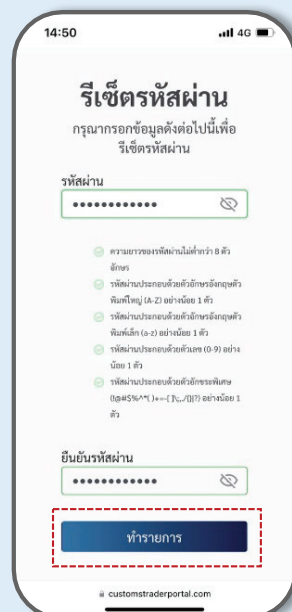 14:50 4G
รีเซ็ตรหัสผ่าน
กรุณากรอกข้อมูลดังต่อไปนี้เพื่อ
รีเซ็ตรหัสผ่าน
รหัสผ่าน
••••••••••••
ความยาวของรหัสผ่านไม่ต่ำกว่า 8 ตัว
อักษร
รหัสผ่านประกอบด้วยตัวอักษรอังกฤษตัว
พิมพ์ใหญ่ (A-Z) อย่างน้อย 1 ตัว
รหัสผ่านประกอบด้วยตัวอักษรอังกฤษตัว
พิมพ์เล็ก (a-z) อย่างน้อย 1 ตัว
รหัสผ่านประกอบด้วยตัวเลข (0-9) อย่าง
น้อย 1 ตัว
รหัสผ่านประกอบด้วยตัวอักขระพิเศษ
อย่างน้อย 1
ตัว
ยืนยันรหัสผ่าน
••••••••••••
ทำรายการ
customstraderportal.com